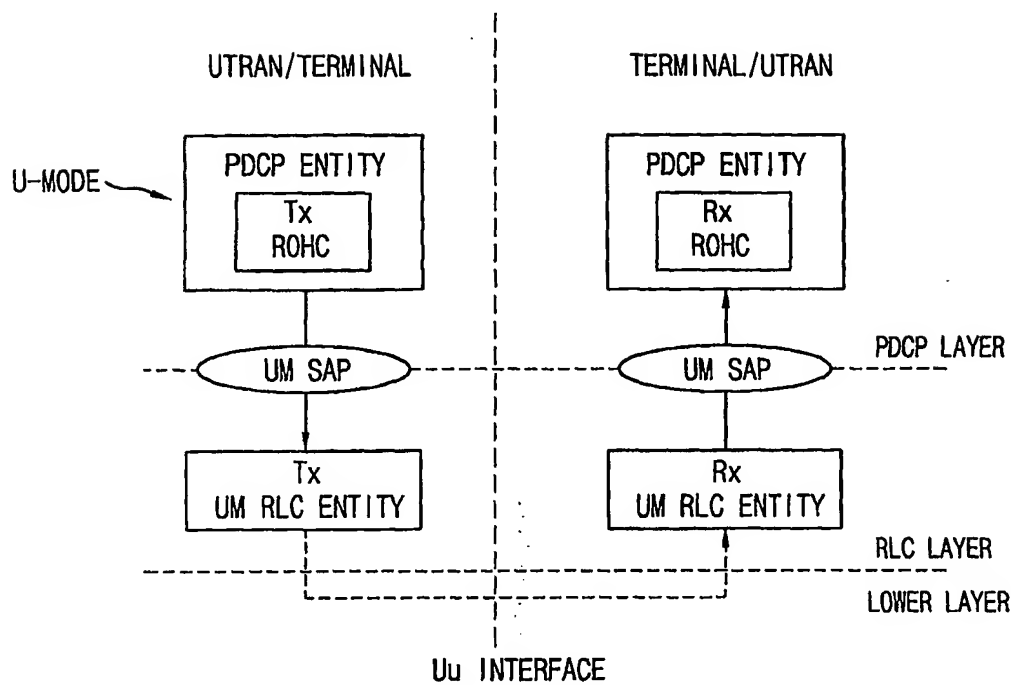 UTRAN/TERMINAL
TERMINAL/UTRAN
U-MODE
PDCP ENTITY
Tx
ROHC
PDCP ENTITY
Rx
ROHC
UM SAP
UM SAP
PDCP LAYER
Tx
UM RLC ENTITY
Rx
UM RLC ENTITY
RLC LAYER
LOWER LAYER
Uu INTERFACE